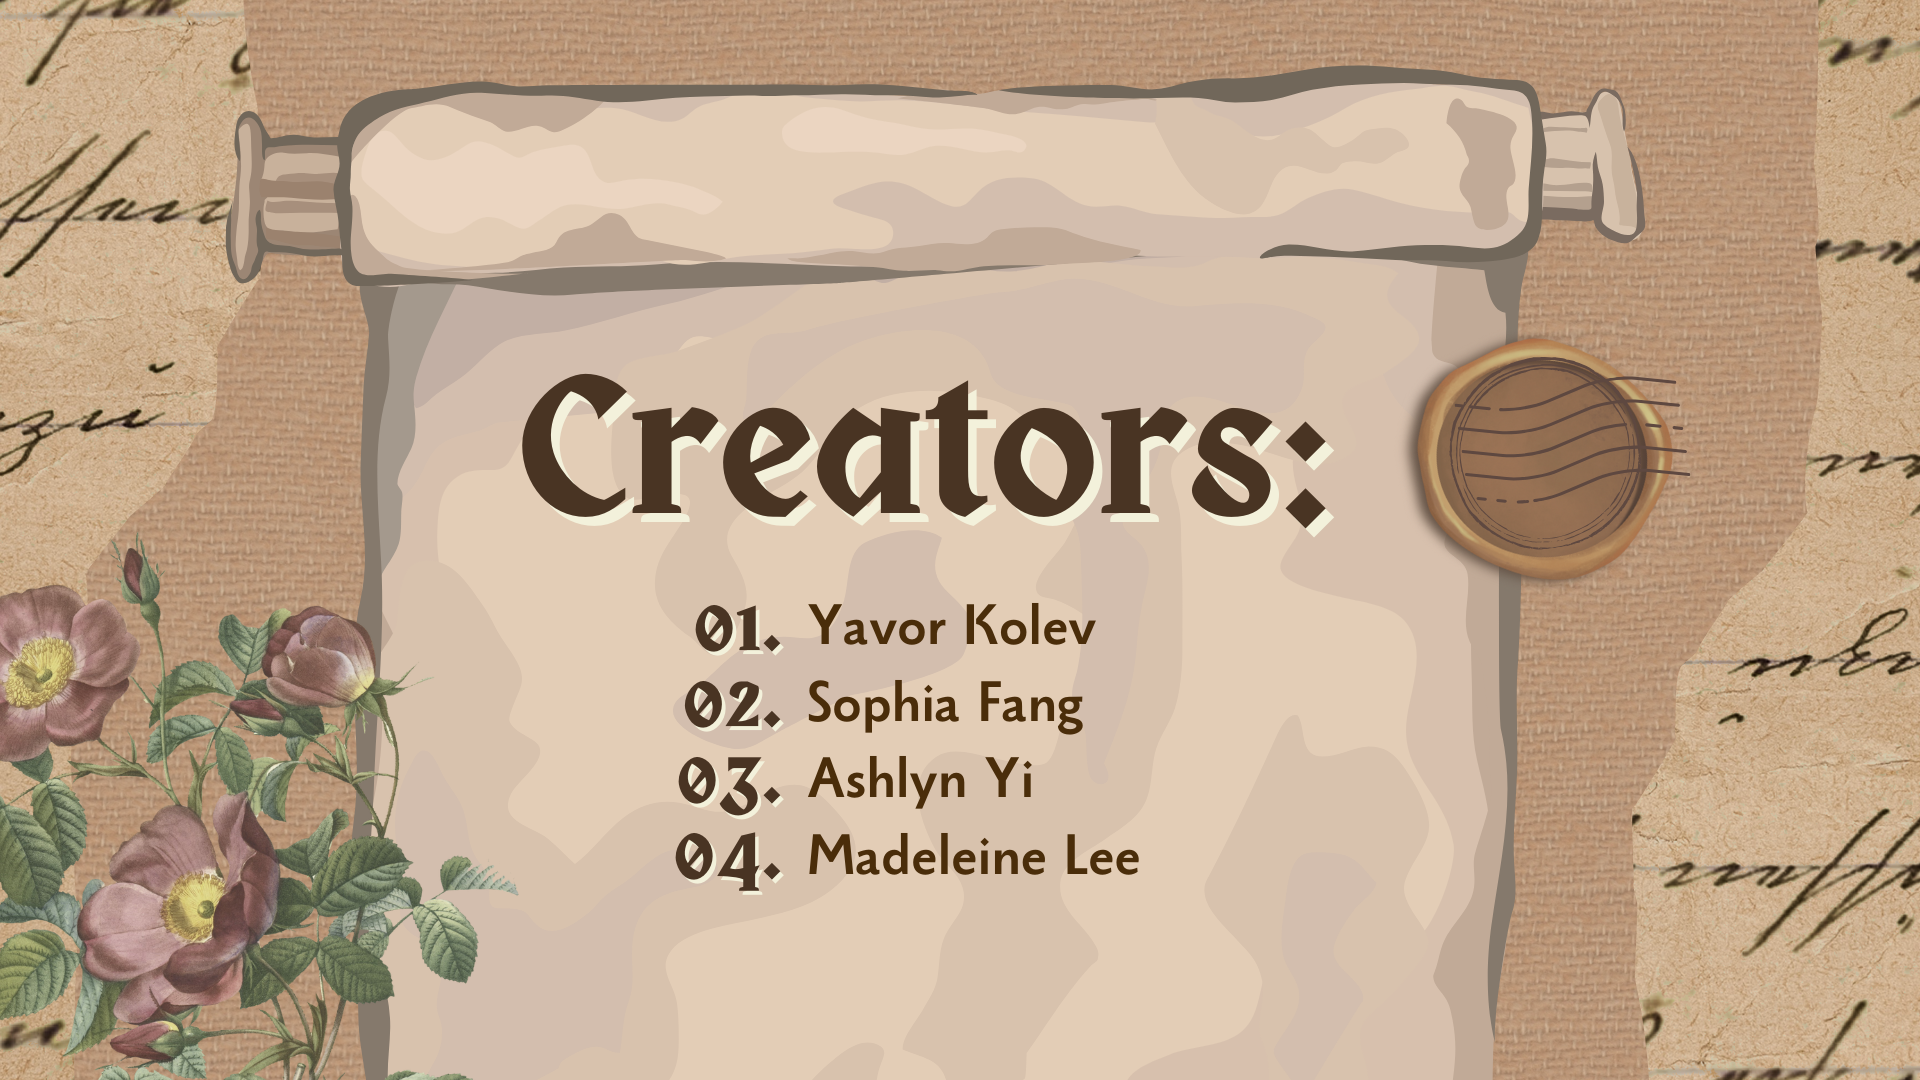 Creators:
01. Yavor Kolev
02. Sophia Fang
03. Ashlyn Yi
04. Madeleine Lee